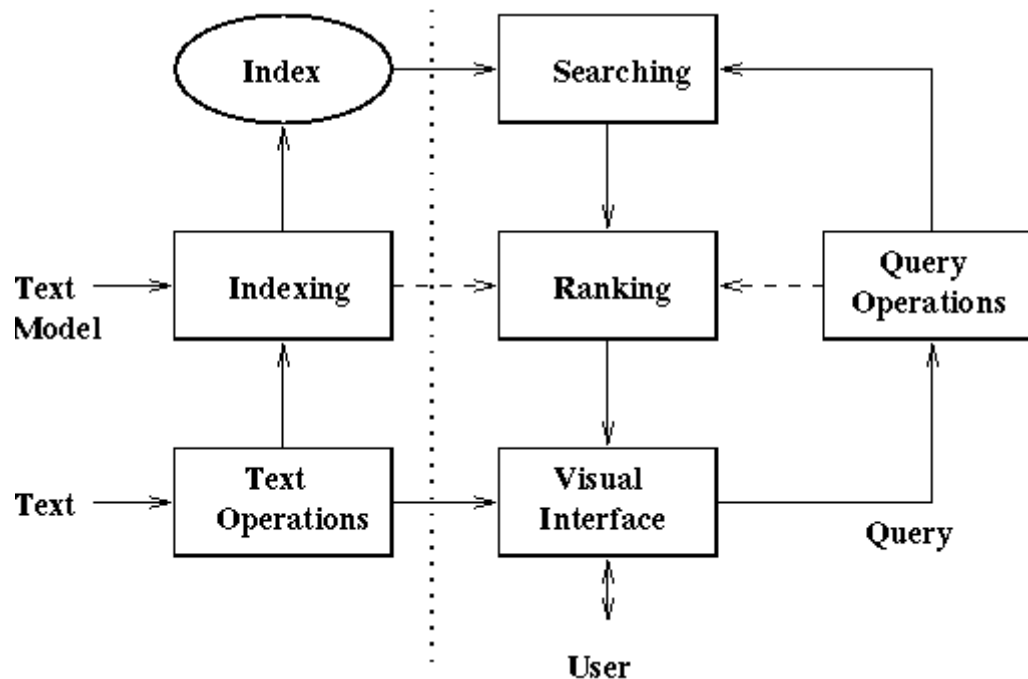 Index
Searching
Text
Model
Indexing
Ranking
Query
Operations
Text
Text
Operations
Visual
Interface
Query
User